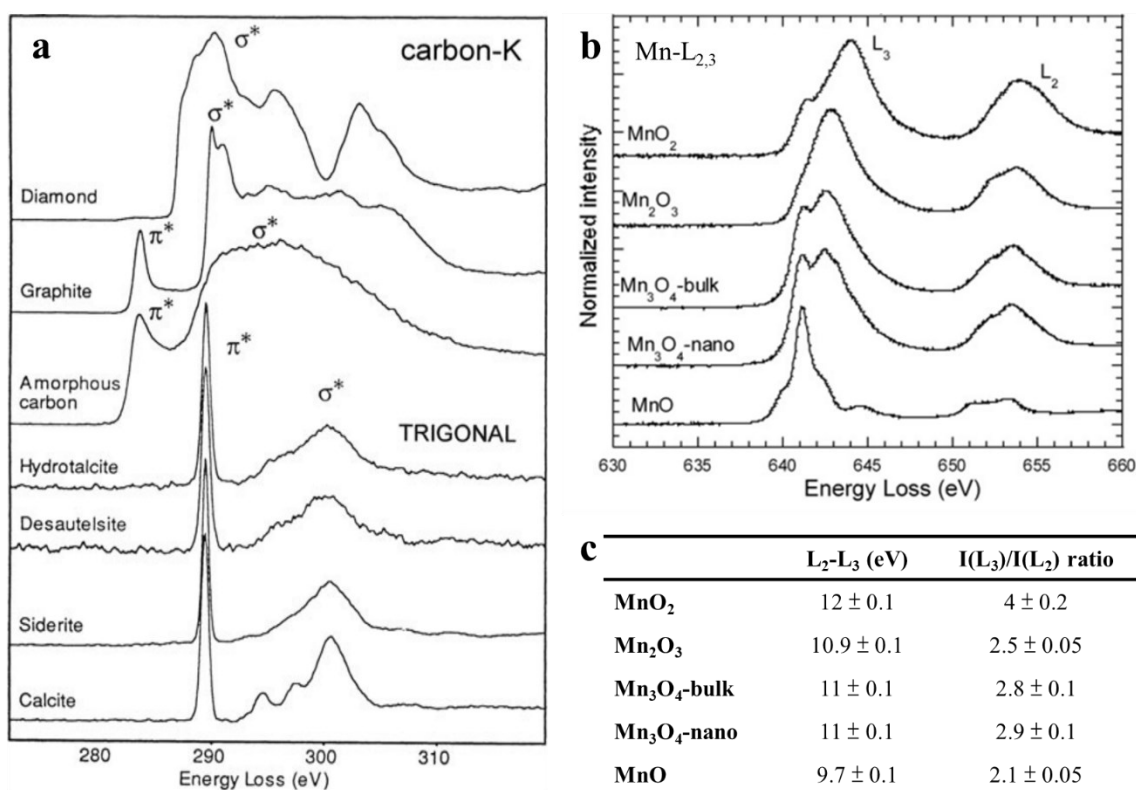 a
carbon-K
σ*
Diamond
σ*
π*
Graphite
σ*
π*
Amorphous
carbon
π*
σ*
TRIGONAL
Hydrotalcite
Desautelsite
Siderite
Calcite
280 290 300 310
Energy Loss (eV)
b
Mn-L2,3
L3
L2
Normalized intensity
MnO2
Mn2O3
Mn3O4-bulk
Mn3O4-nano
MnO
630 635 640 645 650 655 660
Energy Loss (eV)
c
L2-L3 (eV) I(L3)/I(L2) ratio
MnO2 12 ± 0.1 4 ± 0.2
Mn2O3 10.9 ± 0.1 2.5 ± 0.05
Mn3O4-bulk 11 ± 0.1 2.8 ± 0.1
Mn3O4-nano 11 ± 0.1 2.9 ± 0.1
MnO 9.7 ± 0.1 2.1 ± 0.05